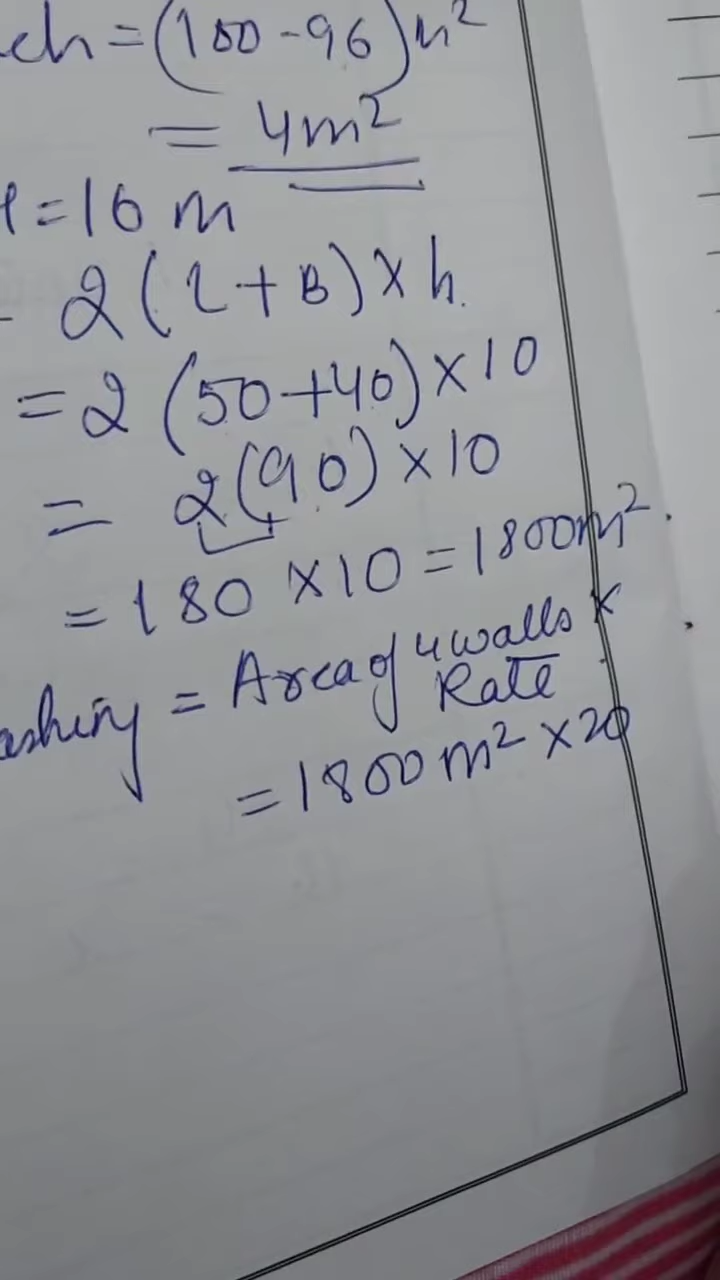 ch = (100 - 96) m²
= 4m²
= 16 m
2 (l + B) × h.
= 2 (50 + 40) × 10
= 2(90) × 10
= 180 × 10 = 1800m².
ashing = Area of 4 walls ×
Rate
= 1800 m² × 20